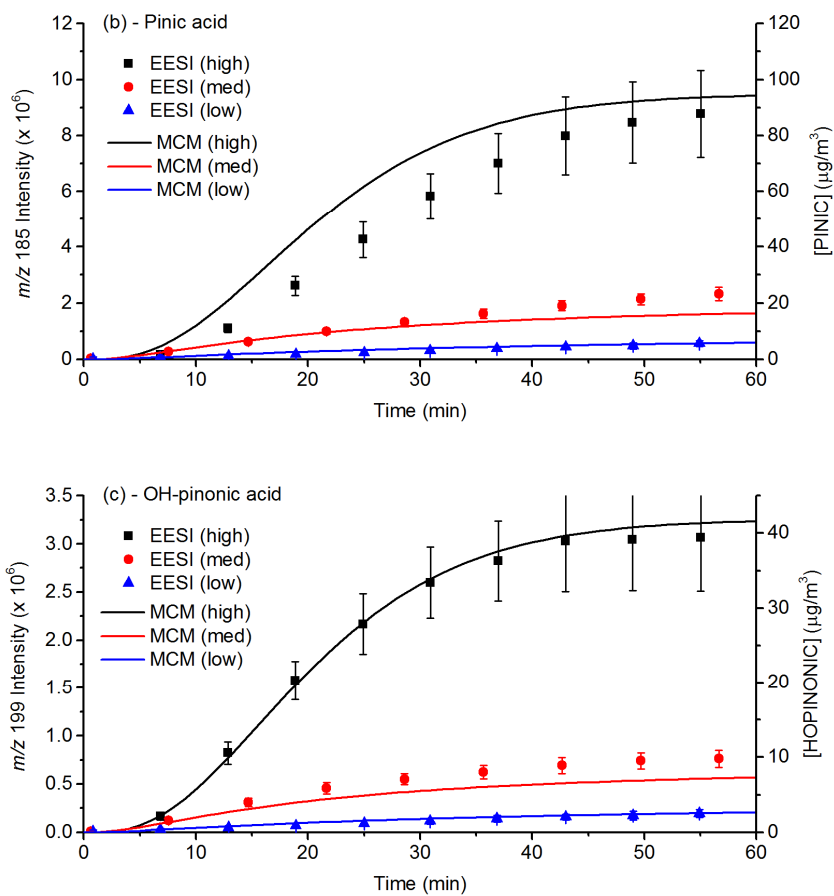 (b) - Pinic acid
EESI (high)
EESI (med)
EESI (low)
MCM (high)
MCM (med)
MCM (low)
m/z 185 Intensity (x 10⁶)
12
10
8
6
4
2
0
[PINIC] (μg/m³)
120
100
80
60
40
20
0
0 10 20 30 40 50 60
Time (min)
(c) - OH-pinonic acid
EESI (high)
EESI (med)
EESI (low)
MCM (high)
MCM (med)
MCM (low)
m/z 199 Intensity (x 10⁶)
3.5
3.0
2.5
2.0
1.5
1.0
0.5
0.0
[HOPINONIC] (μg/m³)
40
30
20
10
0
0 10 20 30 40 50 60
Time (min)